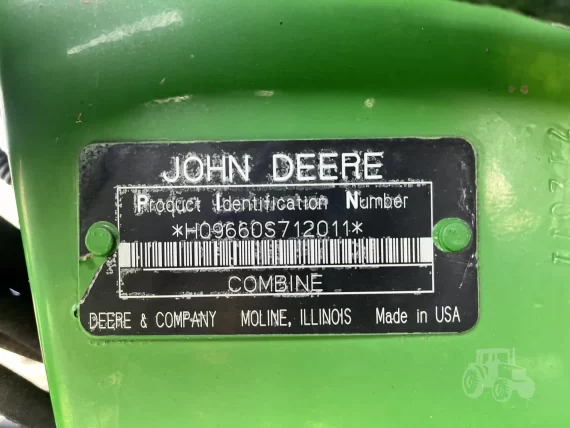 JOHN DEERE
Product Identification Number
*H09660S712011*
COMBINE
DEERE & COMPANY MOLINE, ILLINOIS Made in USA